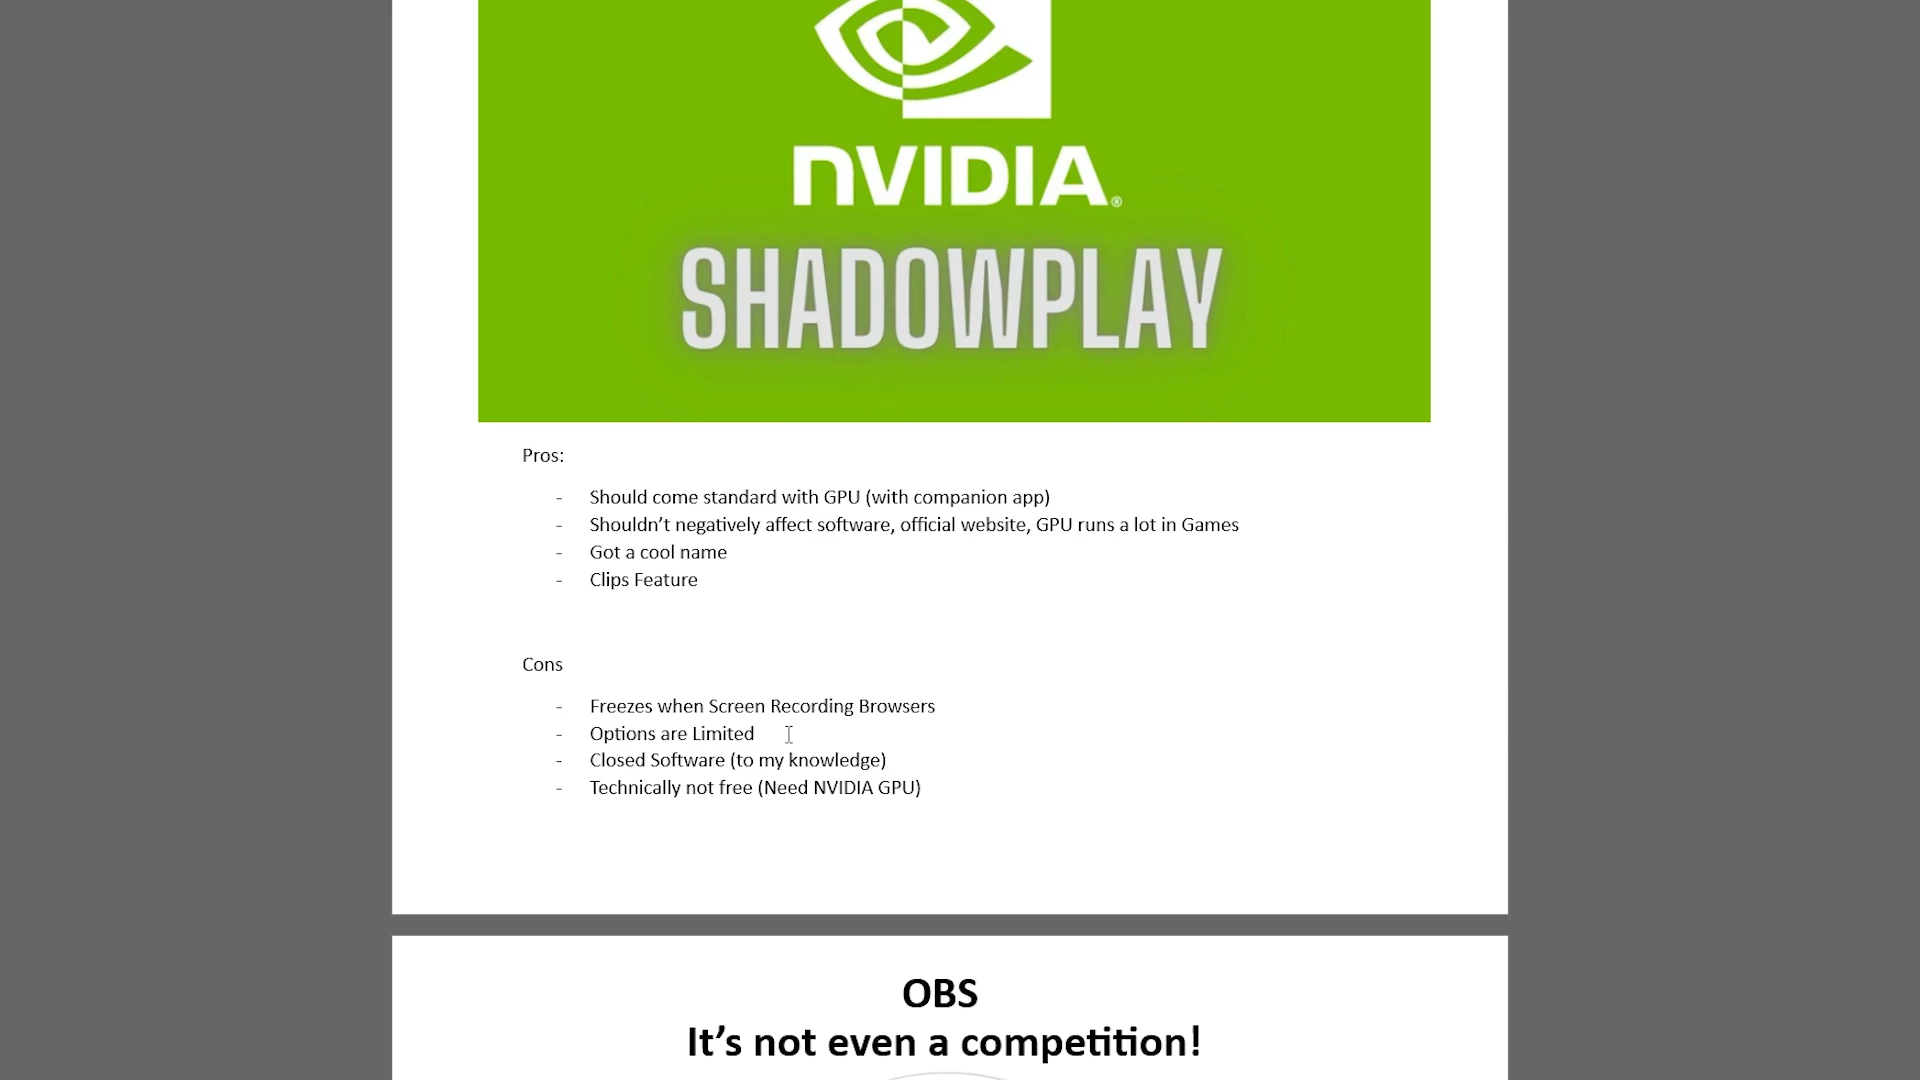 NVIDIA®
SHADOWPLAY
Pros:
- Should come standard with GPU (with companion app)
- Shouldn’t negatively affect software, official website, GPU runs a lot in Games
- Got a cool name
- Clips Feature
Cons
- Freezes when Screen Recording Browsers
- Options are Limited
- Closed Software (to my knowledge)
- Technically not free (Need NVIDIA GPU)
OBS
It’s not even a competition!